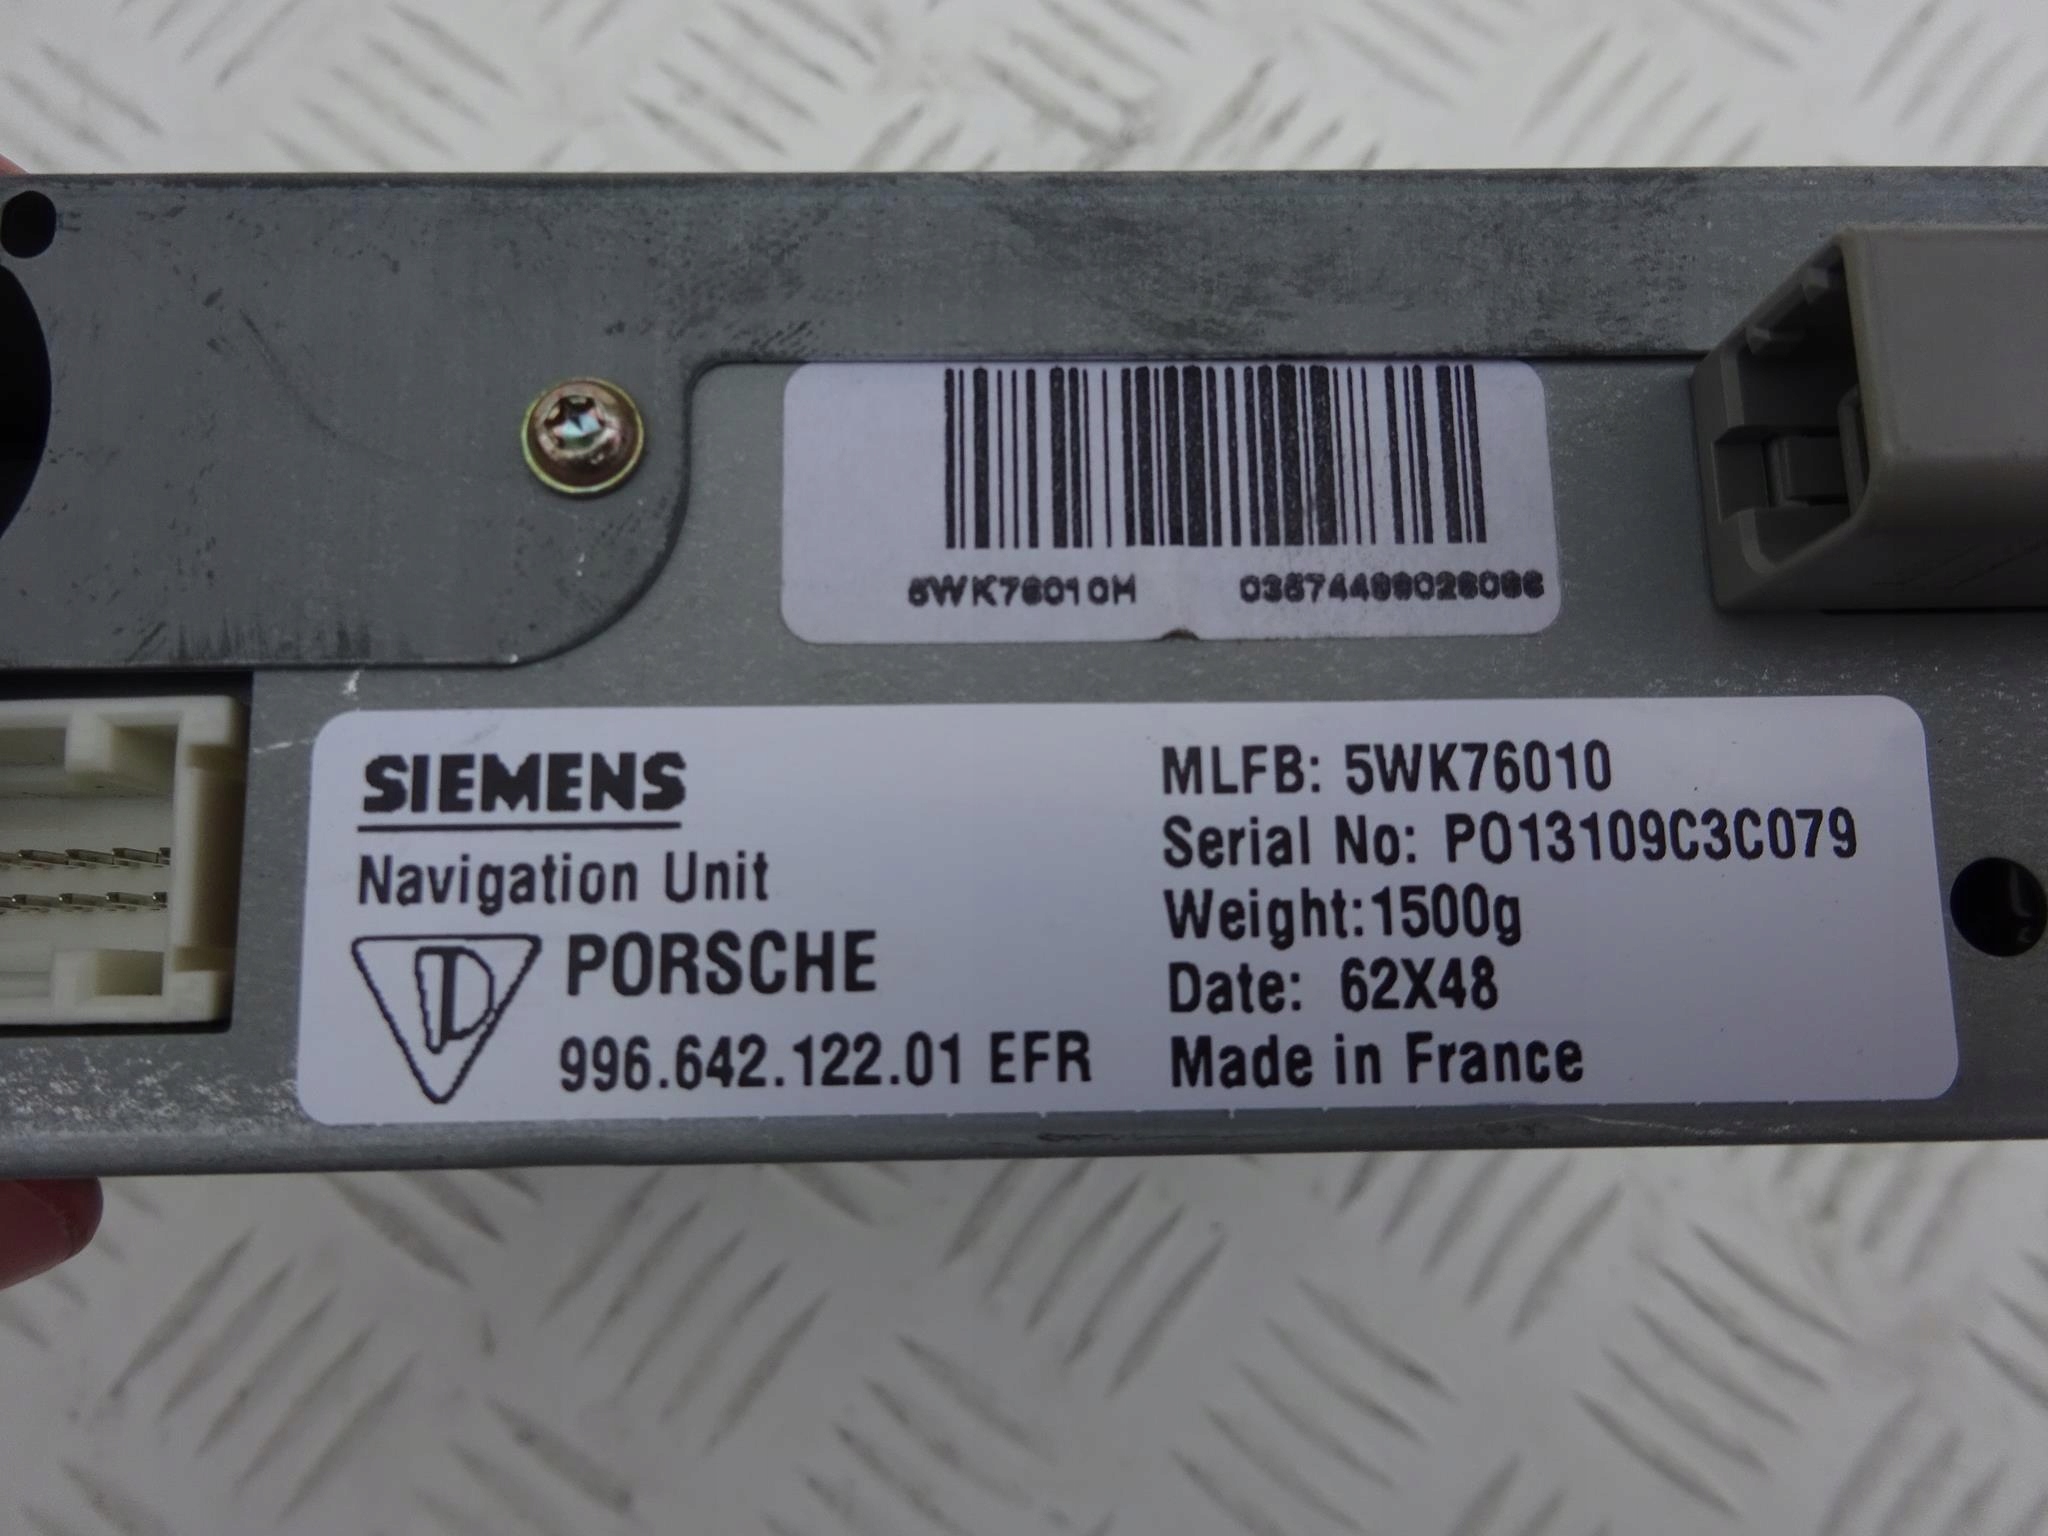 5WK76010H 03574499026086
SIEMENS
Navigation Unit
PORSCHE
996.642.122.01 EFR
MLFB: 5WK76010
Serial No: PO13109C3C079
Weight:1500g
Date: 62X48
Made in France